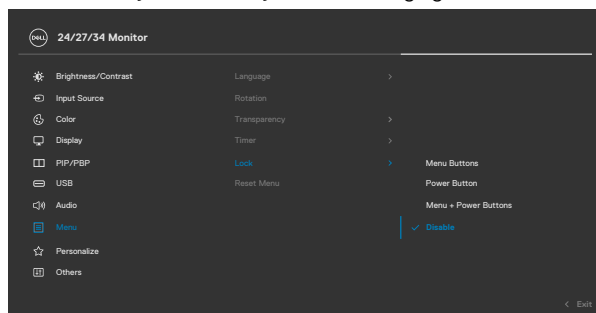 DELL 24/27/34 Monitor
Brightness/Contrast Language >
Input Source Rotation
Color Transparency >
Display Timer >
PIP/PBP Lock > Menu Buttons
USB Reset Menu Power Button
Audio Menu + Power Buttons
Menu ✓ Disable
Personalize
Others
< Exit